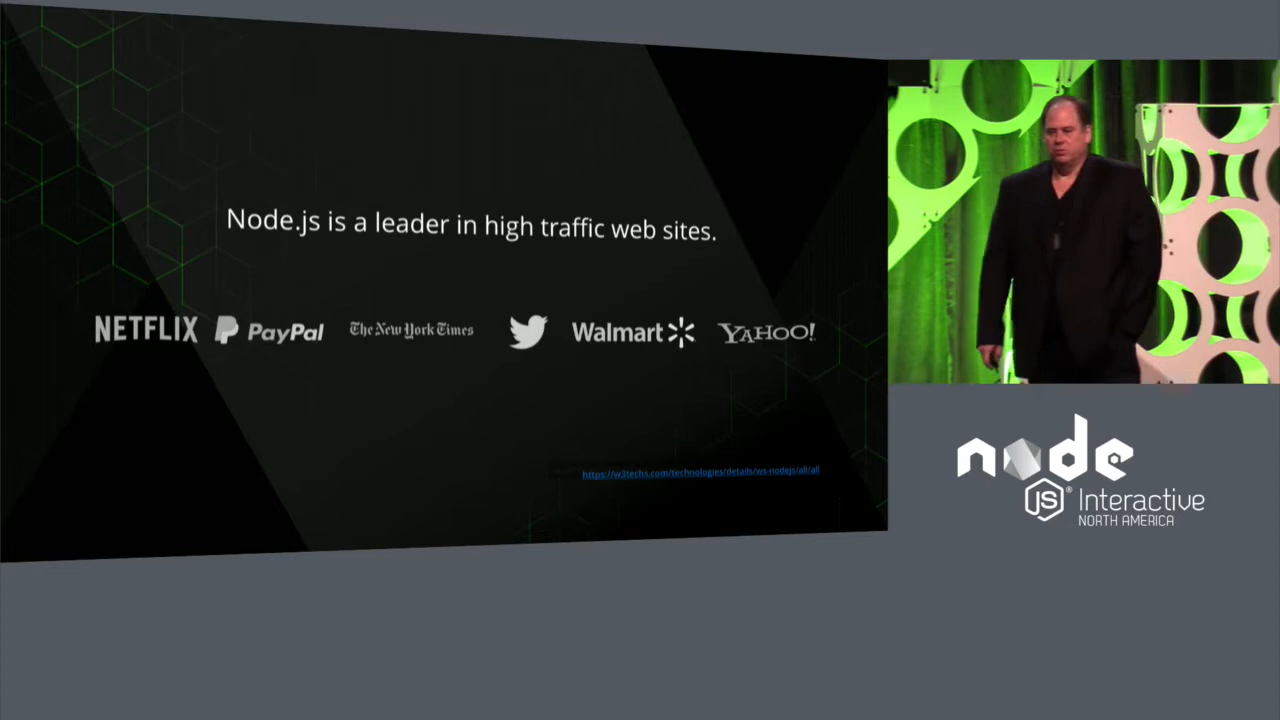 Node.js is a leader in high traffic web sites.
NETFLIX PayPal The New York Times Walmart YAHOO!
https://w3techs.com/technologies/details/ws-nodejs/all/all
node
JS® Interactive
NORTH AMERICA